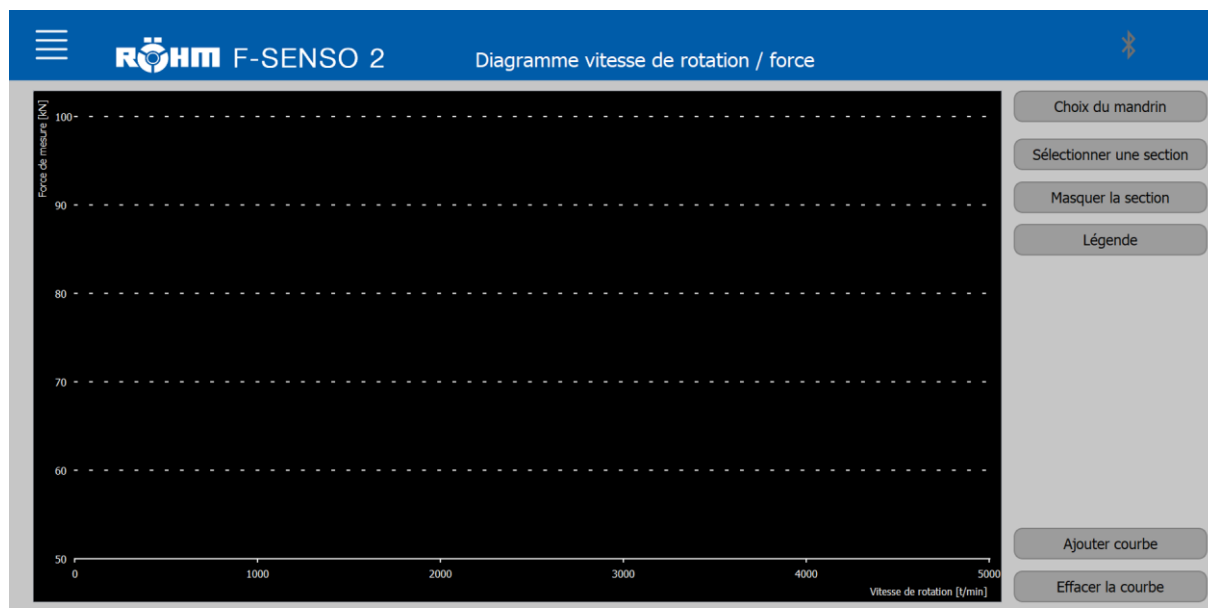 RÖHM F-SENSO 2
Diagramme vitesse de rotation / force
Force de mesure [kN]
100
90
80
70
60
50
0 1000 2000 3000 4000 5000
Vitesse de rotation [t/min]
Choix du mandrin
Sélectionner une section
Masquer la section
Légende
Ajouter courbe
Effacer la courbe